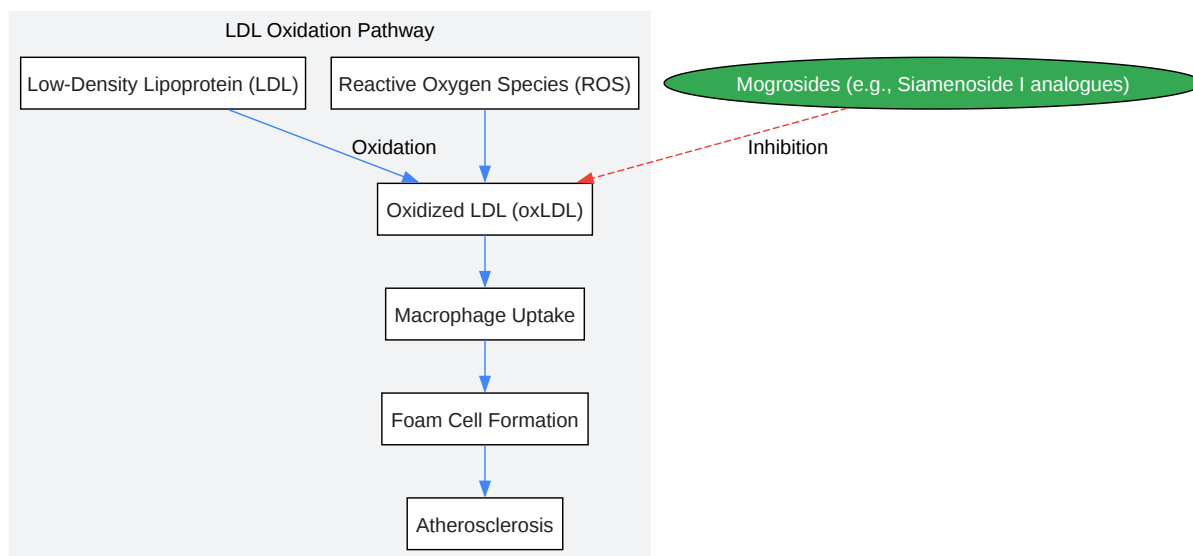 LDL Oxidation Pathway
Low-Density Lipoprotein (LDL)
Reactive Oxygen Species (ROS)
Mogrosides (e.g., Siamenoside I analogues)
Oxidation
Inhibition
Oxidized LDL (oxLDL)
Macrophage Uptake
Foam Cell Formation
Atherosclerosis